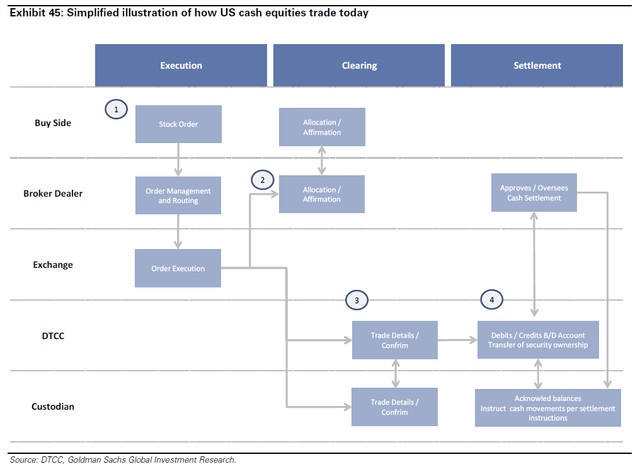 Exhibit 45: Simplified illustration of how US cash equities trade today
Execution
Clearing
Settlement
Buy Side
1
Stock Order
Allocation /
Affirmation
Broker Dealer
Order Management
and Routing
2
Allocation /
Affirmation
Approves / Oversees
Cash Settlement
Exchange
Order Execution
DTCC
3
Trade Details /
Confrim
4
Debits / Credits B/D Account
Transfer of security ownership
Custodian
Trade Details /
Confrim
Acknowled balances
Instruct cash movements per settlement
instructions
Source: DTCC, Goldman Sachs Global Investment Research.